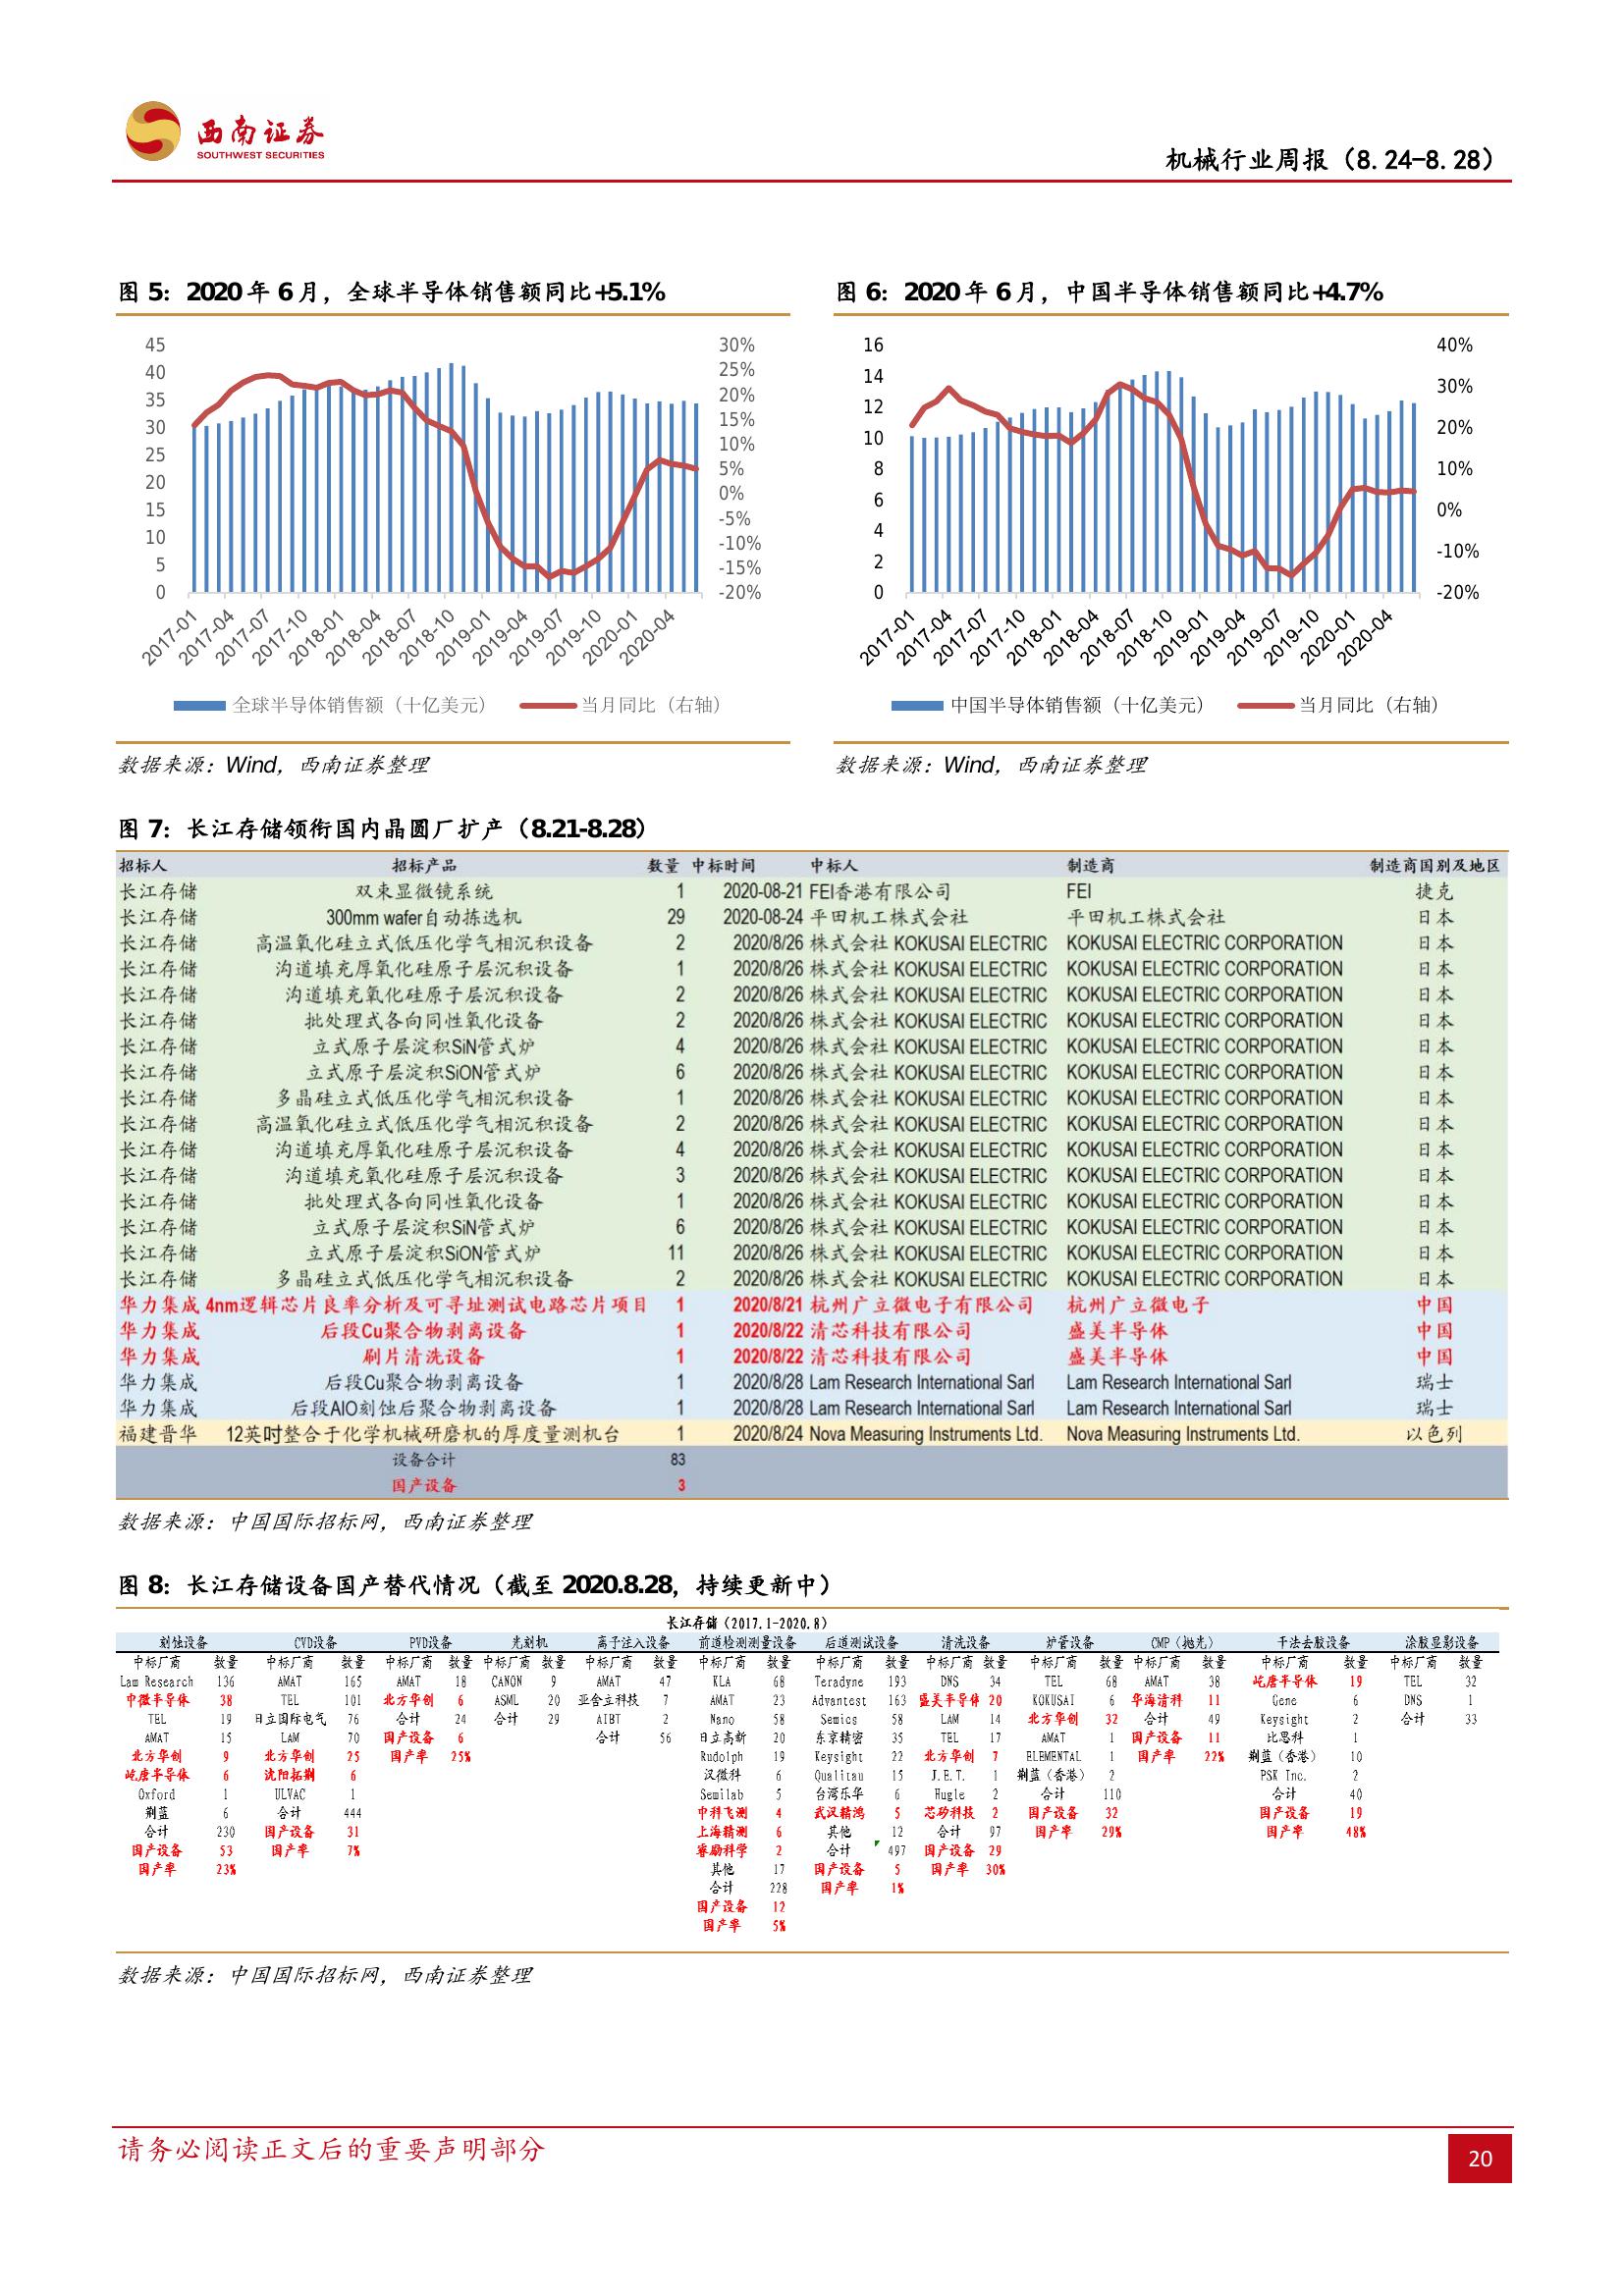 西南证券
SOUTHWEST SECURITIES
机械行业周报（8.24-8.28）
图 5：2020 年 6 月，全球半导体销售额同比+5.1%
45 40 35 30 25 20 15 10 5 0
30% 25% 20% 15% 10% 5% 0% -5% -10% -15% -20%
2017-01 2017-04 2017-07 2017-10 2018-01 2018-04 2018-07 2018-10 2019-01 2019-04 2019-07 2019-10 2020-01 2020-04
全球半导体销售额（十亿美元） 当月同比（右轴）
数据来源：Wind，西南证券整理
图 6：2020 年 6 月，中国半导体销售额同比+4.7%
16 14 12 10 8 6 4 2 0
40% 30% 20% 10% 0% -10% -20%
2017-01 2017-04 2017-07 2017-10 2018-01 2018-04 2018-07 2018-10 2019-01 2019-04 2019-07 2019-10 2020-01 2020-04
中国半导体销售额（十亿美元） 当月同比（右轴）
数据来源：Wind，西南证券整理
图 7：长江存储领衔国内晶圆厂扩产（8.21-8.28）
招标人 招标产品 数量 中标时间 中标人 制造商 制造商国别及地区
长江存储 双束显微镜系统 1 2020-08-21 FEI香港有限公司 FEI 捷克
长江存储 300mm wafer自动拣选机 29 2020-08-24 平田机工株式会社 平田机工株式会社 日本
长江存储 高温氧化硅立式低压化学气相沉积设备 2 2020/8/26 株式会社 KOKUSAI ELECTRIC KOKUSAI ELECTRIC CORPORATION 日本
长江存储 沟道填充厚氧化硅原子层沉积设备 1 2020/8/26 株式会社 KOKUSAI ELECTRIC KOKUSAI ELECTRIC CORPORATION 日本
长江存储 沟道填充氧化硅原子层沉积设备 2 2020/8/26 株式会社 KOKUSAI ELECTRIC KOKUSAI ELECTRIC CORPORATION 日本
长江存储 批处理式各向同性氧化设备 2 2020/8/26 株式会社 KOKUSAI ELECTRIC KOKUSAI ELECTRIC CORPORATION 日本
长江存储 立式原子层淀积SiN管式炉 4 2020/8/26 株式会社 KOKUSAI ELECTRIC KOKUSAI ELECTRIC CORPORATION 日本
长江存储 立式原子层淀积SiON管式炉 6 2020/8/26 株式会社 KOKUSAI ELECTRIC KOKUSAI ELECTRIC CORPORATION 日本
长江存储 多晶硅立式低压化学气相沉积设备 1 2020/8/26 株式会社 KOKUSAI ELECTRIC KOKUSAI ELECTRIC CORPORATION 日本
长江存储 高温氧化硅立式低压化学气相沉积设备 2 2020/8/26 株式会社 KOKUSAI ELECTRIC KOKUSAI ELECTRIC CORPORATION 日本
长江存储 沟道填充厚氧化硅原子层沉积设备 4 2020/8/26 株式会社 KOKUSAI ELECTRIC KOKUSAI ELECTRIC CORPORATION 日本
长江存储 沟道填充氧化硅原子层沉积设备 3 2020/8/26 株式会社 KOKUSAI ELECTRIC KOKUSAI ELECTRIC CORPORATION 日本
长江存储 批处理式各向同性氧化设备 1 2020/8/26 株式会社 KOKUSAI ELECTRIC KOKUSAI ELECTRIC CORPORATION 日本
长江存储 立式原子层淀积SiN管式炉 6 2020/8/26 株式会社 KOKUSAI ELECTRIC KOKUSAI ELECTRIC CORPORATION 日本
长江存储 立式原子层淀积SiON管式炉 11 2020/8/26 株式会社 KOKUSAI ELECTRIC KOKUSAI ELECTRIC CORPORATION 日本
长江存储 多晶硅立式低压化学气相沉积设备 2 2020/8/26 株式会社 KOKUSAI ELECTRIC KOKUSAI ELECTRIC CORPORATION 日本
华力集成 4nm逻辑芯片良率分析及可寻址测试电路芯片项目 1 2020/8/21 杭州广立微电子有限公司 杭州广立微电子 中国
华力集成 后段Cu聚合物剥离设备 1 2020/8/22 清芯科技有限公司 盛美半导体 中国
华力集成 刷片清洗设备 1 2020/8/22 清芯科技有限公司 盛美半导体 中国
华力集成 后段Cu聚合物剥离设备 1 2020/8/28 Lam Research International Sarl Lam Research International Sarl 瑞士
华力集成 后段AIO刻蚀后聚合物剥离设备 1 2020/8/28 Lam Research International Sarl Lam Research International Sarl 瑞士
福建晋华 12英吋整合于化学机械研磨机的厚度量测机台 1 2020/8/24 Nova Measuring Instruments Ltd. Nova Measuring Instruments Ltd. 以色列
设备合计 83
国产设备 3
数据来源：中国国际招标网，西南证券整理
图 8：长江存储设备国产替代情况（截至 2020.8.28，持续更新中）
长江存储（2017.1-2020.8）
刻蚀设备 CVD设备 PVD设备 光刻机 离子注入设备 前道检测测量设备 后道测试设备 清洗设备 炉管设备 CMP（抛光） 干法去胶设备 涂胶显影设备
中标厂商 数量 中标厂商 数量 中标厂商 数量 中标厂商 数量 中标厂商 数量 中标厂商 数量 中标厂商 数量 中标厂商 数量 中标厂商 数量 中标厂商 数量 中标厂商 数量 中标厂商 数量
Lam Research 136 AMAT 165 AMAT 18 CANON 9 AMAT 47 KLA 68 Teradyne 193 DNS 34 TEL 68 AMAT 38 屹唐半导体 19 TEL 32
中微半导体 38 TEL 101 北方华创 6 ASML 20 亚舍立科技 7 AMAT 23 Advantest 163 盛美半导体 20 KOKUSAI 6 华海清科 11 Gene 6 DNS 1
TEL 19 日立国际电气 76 合计 24 合计 29 AIBT 2 Nano 58 Semics 58 LAM 14 北方华创 32 合计 49 Keysight 2 合计 33
AMAT 15 LAM 70 国产设备 6 合计 56 日立高新 20 东京精密 35 TEL 17 AMAT 1 国产设备 11 比思科 1
北方华创 9 北方华创 25 国产率 25% Rudolph 19 Keysight 22 北方华创 7 ELEMENTAL 1 国产率 22% 荆蓝（香港） 10
屹唐半导体 6 沈阳拓荆 6 汉微科 6 Qualitau 15 J.E.T. 1 荆蓝（香港） 2 PSK Inc. 2
Oxford 1 ULVAC 1 Semilab 5 台湾乐华 6 Hugle 2 合计 110 合计 40
荆蓝 6 合计 444 中科飞测 4 武汉精鸿 5 芯矽科技 2 国产设备 32 国产设备 19
合计 230 国产设备 31 上海精测 6 其他 12 合计 97 国产率 29% 国产率 48%
国产设备 53 国产率 7% 睿励科学 2 合计 497 国产设备 29
国产率 23% 其他 17 国产设备 5 国产率 30%
合计 228 国产率 1%
国产设备 12
国产率 5%
数据来源：中国国际招标网，西南证券整理
请务必阅读正文后的重要声明部分
20